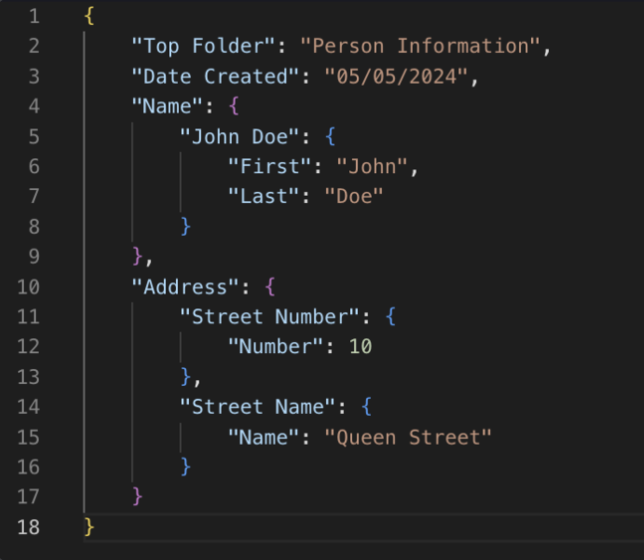 1 {
2     "Top Folder": "Person Information",
3     "Date Created": "05/05/2024",
4     "Name": {
5         "John Doe": {
6             "First": "John",
7             "Last": "Doe"
8         }
9     },
10     "Address": {
11         "Street Number": {
12             "Number": 10
13         },
14         "Street Name": {
15             "Name": "Queen Street"
16         }
17     }
18 }